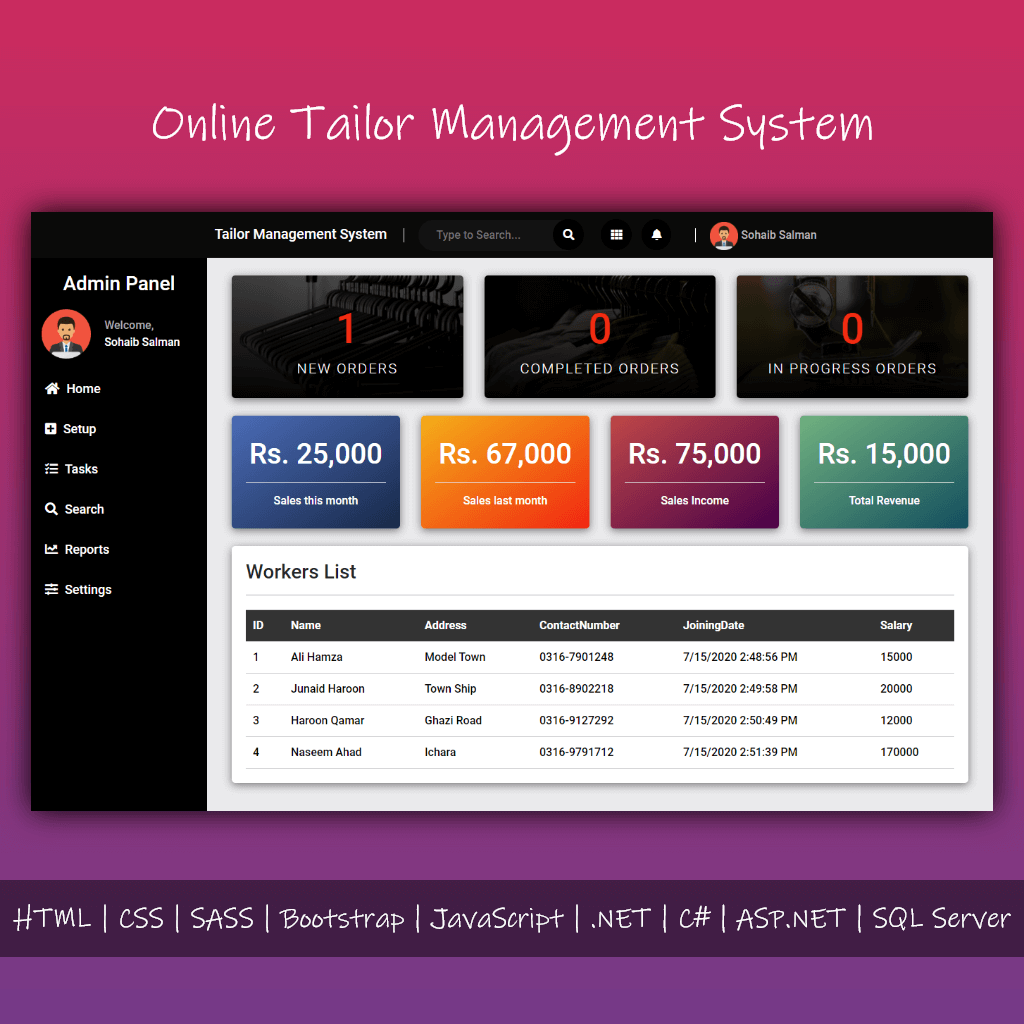 Online Tailor Management System
Tailor Management System | Type to Search... | Sohaib Salman
Admin Panel
Welcome,
Sohaib Salman
Home
Setup
Tasks
Search
Reports
Settings
1 0 0
NEW ORDERS COMPLETED ORDERS IN PROGRESS ORDERS
Rs. 25,000 Rs. 67,000 Rs. 75,000 Rs. 15,000
Sales this month Sales last month Sales Income Total Revenue
Workers List
ID Name Address ContactNumber JoiningDate Salary
1 Ali Hamza Model Town 0316-7901248 7/15/2020 2:48:56 PM 15000
2 Junaid Haroon Town Ship 0316-8902218 7/15/2020 2:49:58 PM 20000
3 Haroon Qamar Ghazi Road 0316-9127292 7/15/2020 2:50:49 PM 12000
4 Naseem Ahad Ichara 0316-9791712 7/15/2020 2:51:39 PM 170000
HTML | CSS | SASS | Bootstrap | JavaScript | .NET | C# | ASP.NET | SQL Server